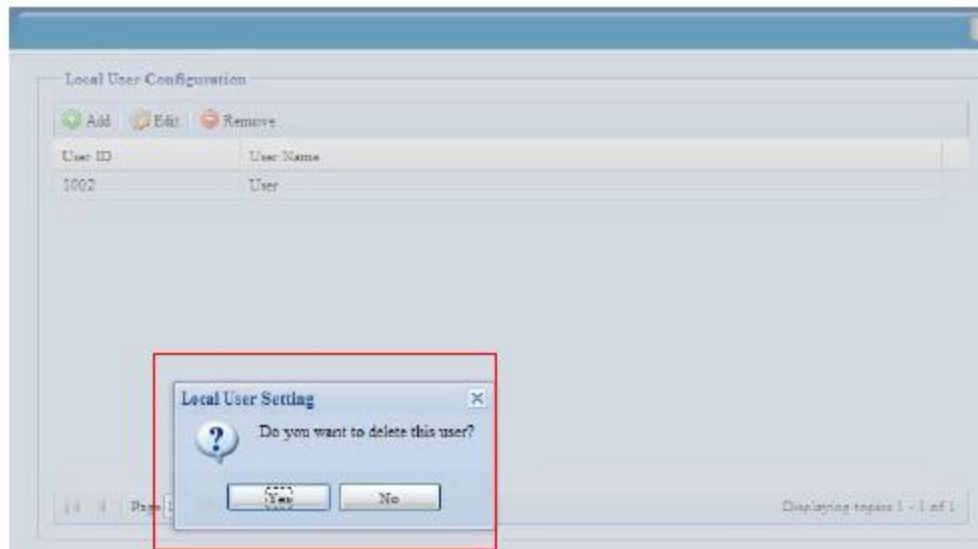 Local User Configuration
Add Edit Remove
User ID User Name
1002 User
Local User Setting
Do you want to delete this user?
Yes No
Page 1
Displaying topics 1 - 1 of 1